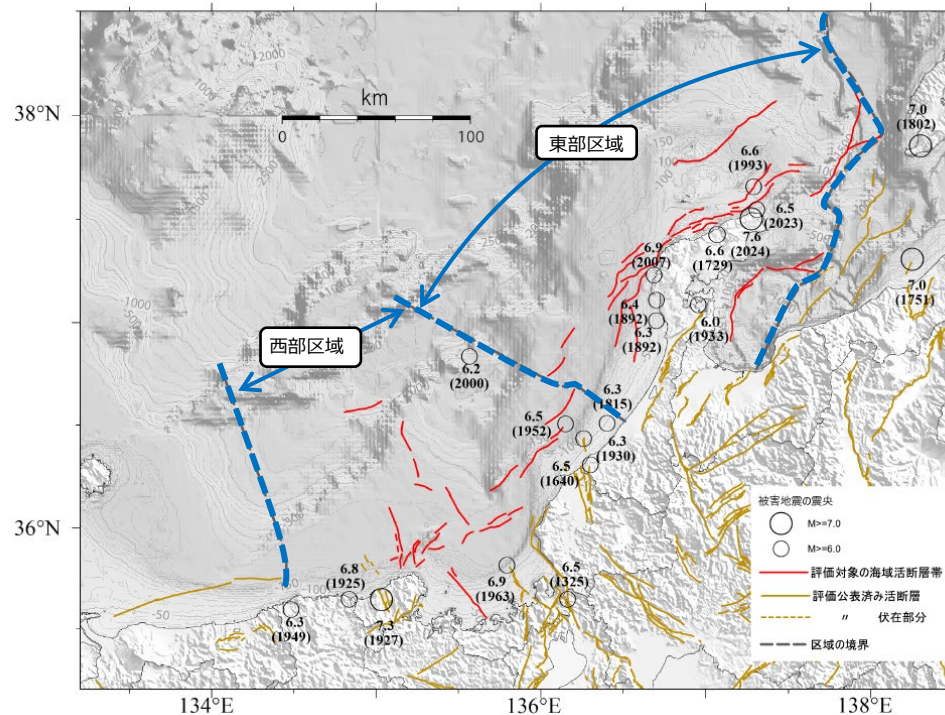 38°N
36°N
134°E
136°E
138°E
km
0
100
東部区域
西部区域
7.0
(1802)
6.6
(1993)
6.5
(2023)
7.6
(2024)
6.6
(1729)
6.9
(2007)
7.0
(1751)
6.4
(1892)
6.3
(1892)
6.0
(1933)
6.2
(2000)
6.3
(1815)
6.5
(1952)
6.3
(1930)
6.5
(1640)
6.8
(1925)
6.9
(1963)
6.5
(1325)
6.3
(1949)
7.3
(1927)
被害地震の震央
M>=7.0
M>=6.0
評価対象の海域活断層帯
評価公表済み活断層
〃 伏在部分
区域の境界